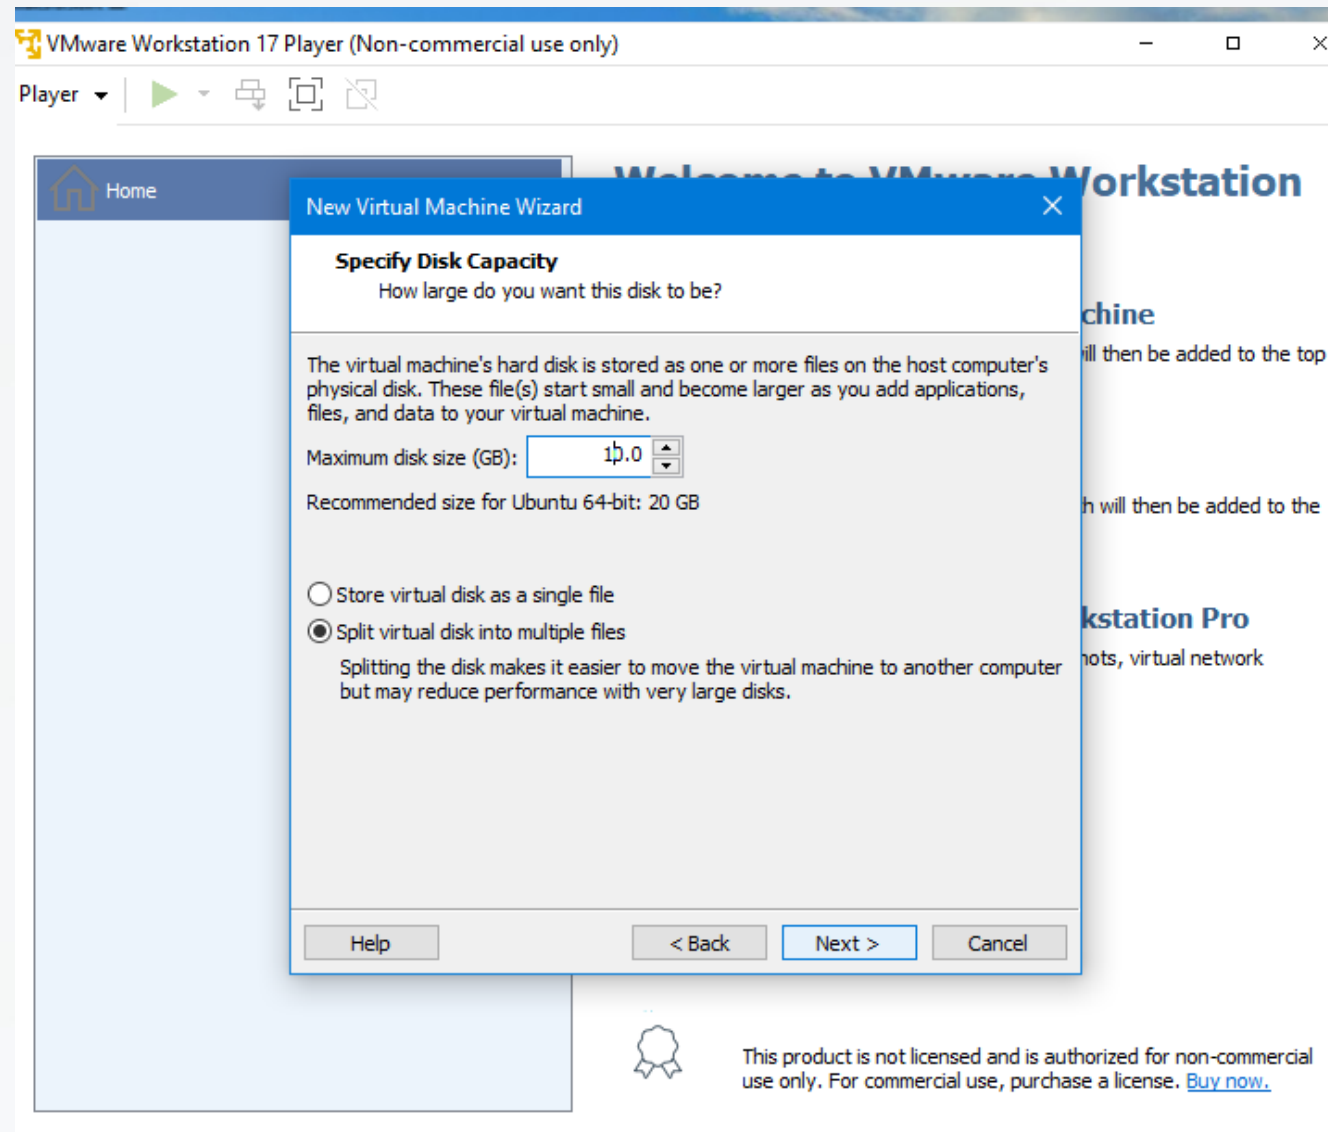 VMware Workstation 17 Player (Non-commercial use only)
Player
Home
Welcome to VMware Workstation
New Virtual Machine Wizard
Specify Disk Capacity
How large do you want this disk to be?
chine
ill then be added to the top
The virtual machine's hard disk is stored as one or more files on the host computer's
physical disk. These file(s) start small and become larger as you add applications,
files, and data to your virtual machine.
Maximum disk size (GB): 10.0
Recommended size for Ubuntu 64-bit: 20 GB
h will then be added to the
Store virtual disk as a single file
Split virtual disk into multiple files
Splitting the disk makes it easier to move the virtual machine to another computer
but may reduce performance with very large disks.
kstation Pro
hots, virtual network
Help
< Back
Next >
Cancel
This product is not licensed and is authorized for non-commercial
use only. For commercial use, purchase a license. Buy now.